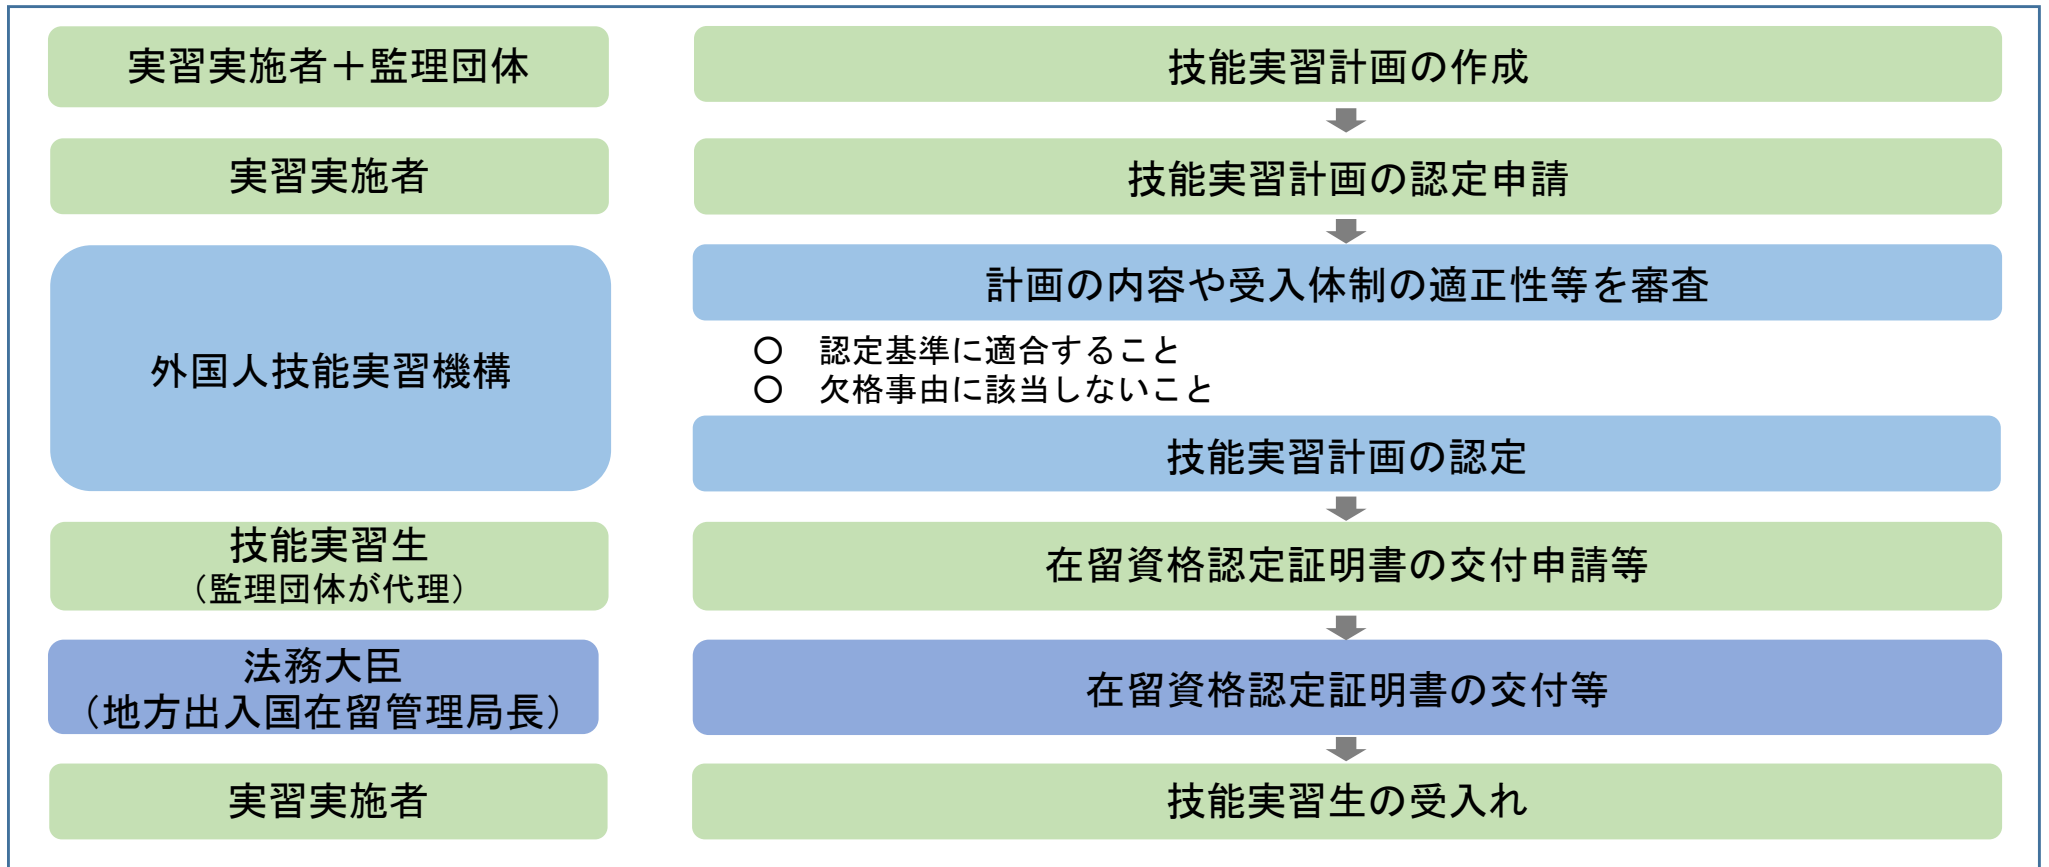 実習実施者＋監理団体
技能実習計画の作成
実習実施者
技能実習計画の認定申請
外国人技能実習機構
計画の内容や受入体制の適正性等を審査
○　認定基準に適合すること
○　欠格事由に該当しないこと
技能実習計画の認定
技能実習生
（監理団体が代理）
在留資格認定証明書の交付申請等
法務大臣
（地方出入国在留管理局長）
在留資格認定証明書の交付等
実習実施者
技能実習生の受入れ